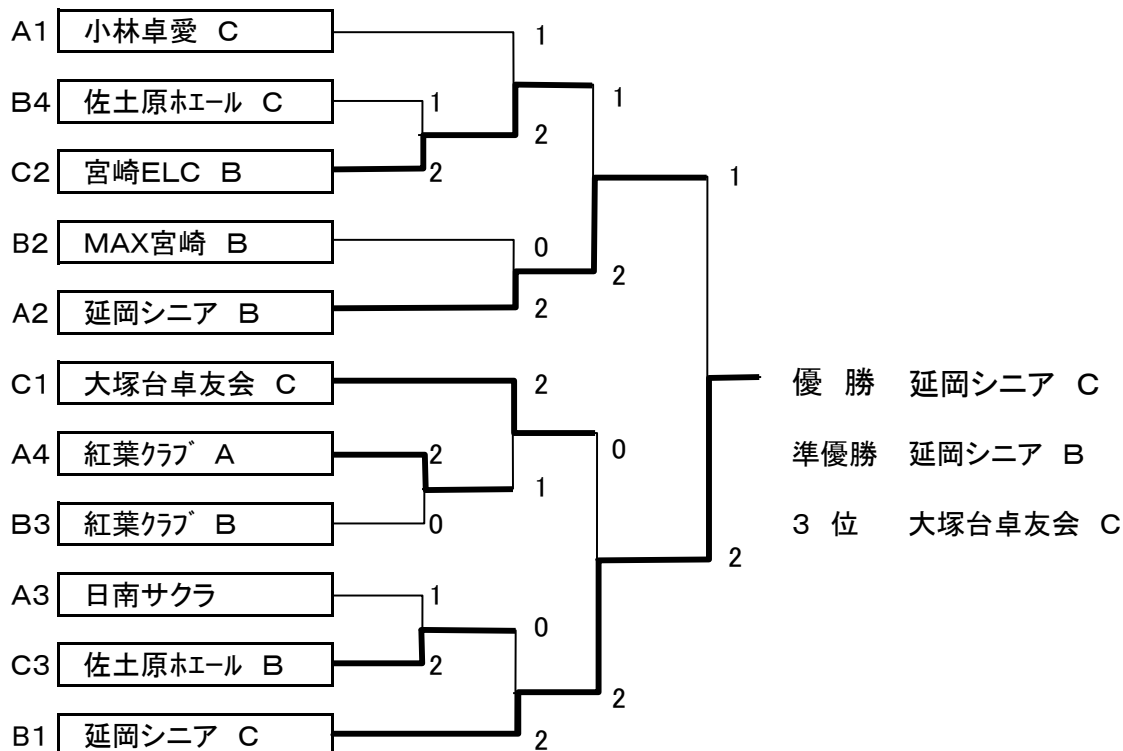 A1 小林卓愛 C 1
B4 佐土原ホエール C 1 1
C2 宮崎ELC B 2 2
1
B2 MAX宮崎 B 0
2
A2 延岡シニア B 2
C1 大塚台卓友会 C 2
優 勝 延岡シニア C
A4 紅葉クラブ A 2 0
準優勝 延岡シニア B
1
B3 紅葉クラブ B 0
3 位 大塚台卓友会 C
2
A3 日南サクラ 1
0
C3 佐土原ホエール B 2
2
B1 延岡シニア C 2